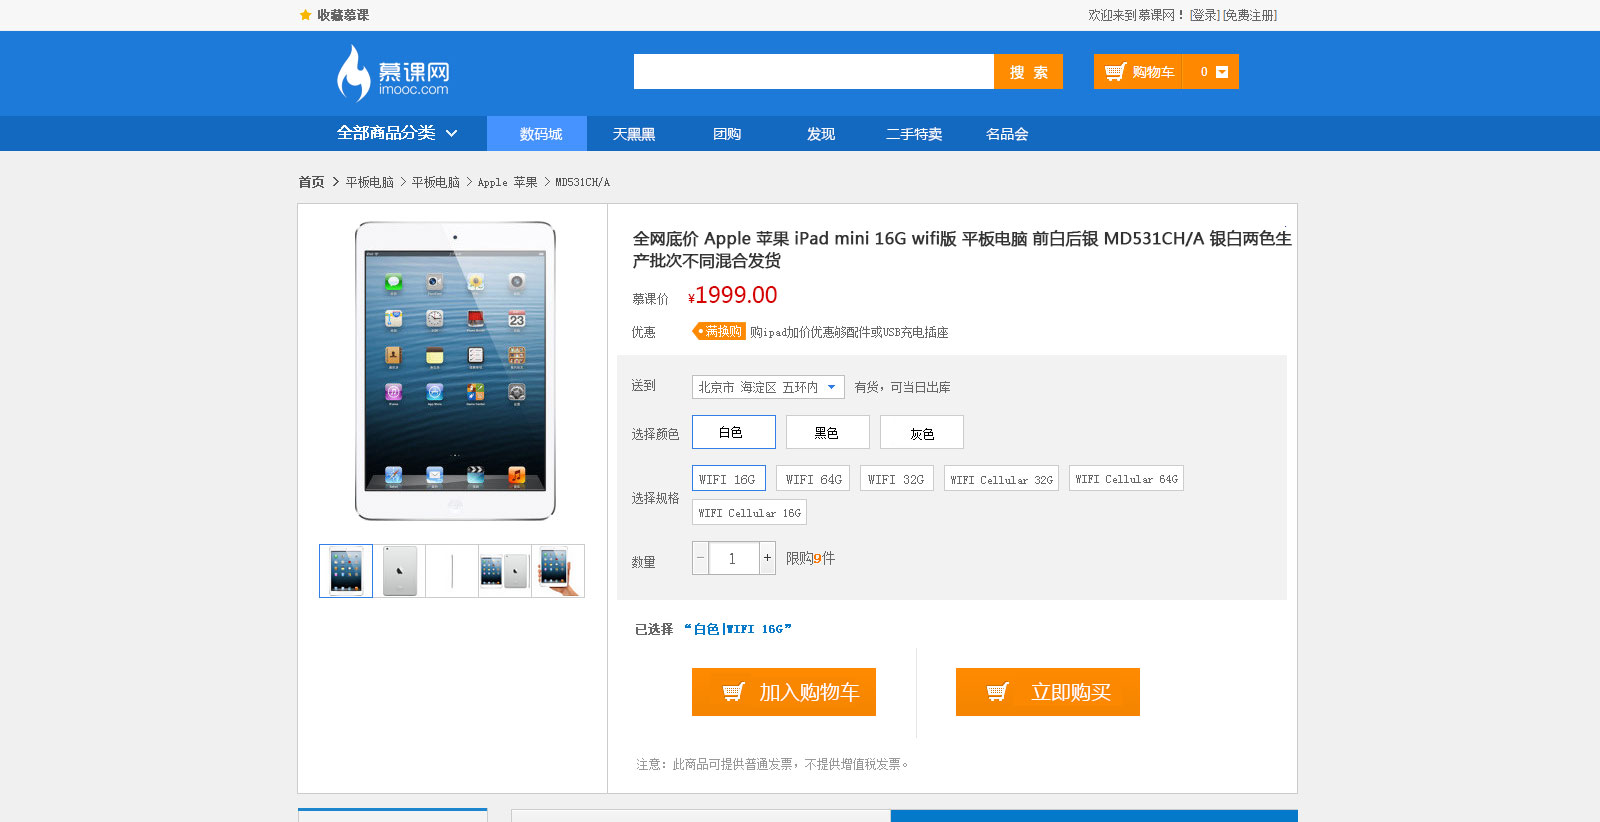 收藏慕课
欢迎来到慕课网！ [登录] [免费注册]
慕课网
imooc.com
搜 索
购物车 0
全部商品分类 数码城 天黑黑 团购 发现 二手特卖 名品会
首页 > 平板电脑 > 平板电脑 > Apple 苹果 > MD531CH/A
全网底价 Apple 苹果 iPad mini 16G wifi版 平板电脑 前白后银 MD531CH/A 银白两色生
产批次不同混合发货
慕课价 ¥1999.00
优惠 满换购 购ipad加价优惠够配件或USB充电插座
送到 北京市 海淀区 五环内 有货，可当日出库
选择颜色 白色 黑色 灰色
选择规格 WIFI 16G WIFI 64G WIFI 32G WIFI Cellular 32G WIFI Cellular 64G
WIFI Cellular 16G
数量 - 1 + 限购9件
已选择 “白色|WIFI 16G”
加入购物车 立即购买
注意：此商品可提供普通发票，不提供增值税发票。
23